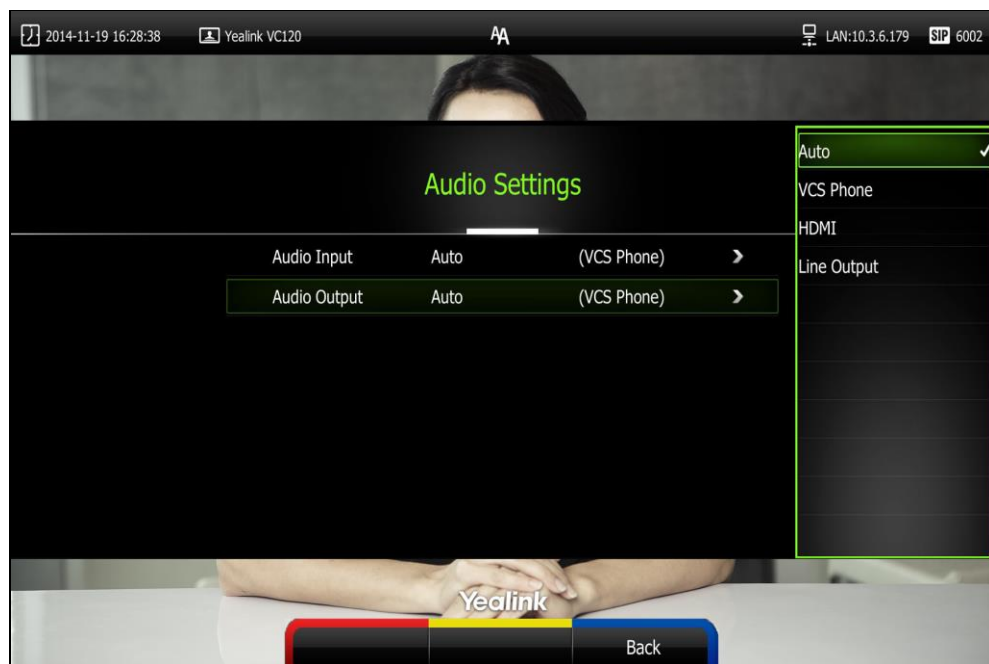 2014-11-19 16:28:38 Yealink VC120 AA LAN:10.3.6.179 SIP 6002
Audio Settings
Audio Input Auto (VCS Phone)
Audio Output Auto (VCS Phone)
Auto
VCS Phone
HDMI
Line Output
Yealink
Back